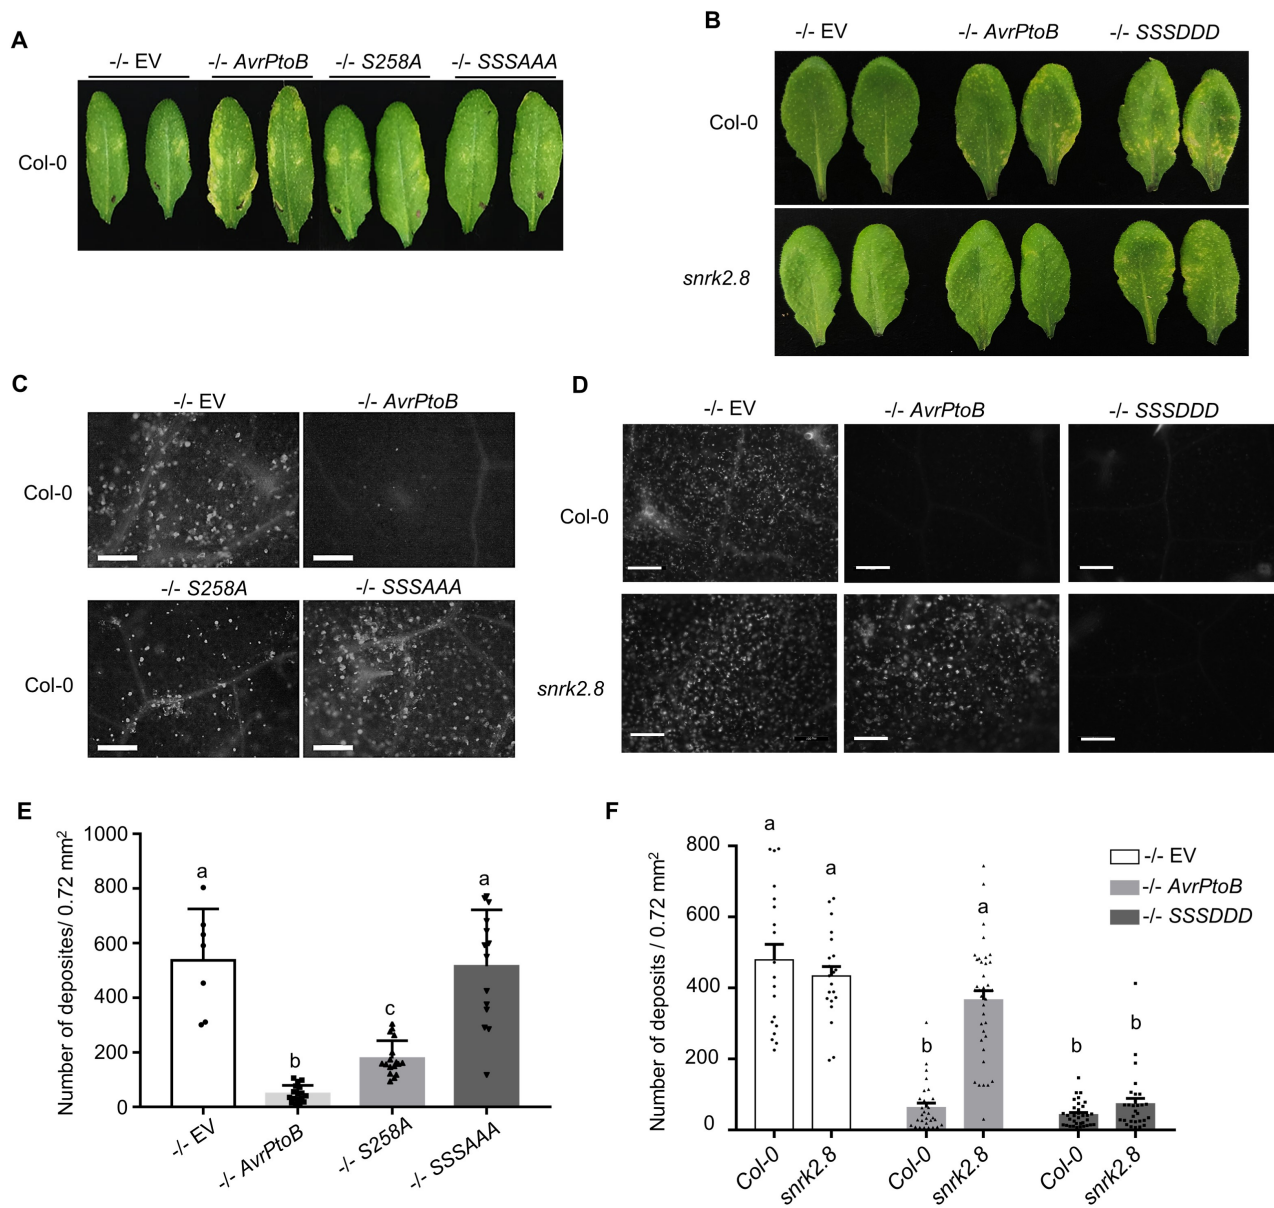 A
-/- EV -/- AvrPtoB -/- S258A -/- SSSAAA
Col-0
B
-/- EV -/- AvrPtoB -/- SSSDDD
Col-0
snrk2.8
C
-/- EV -/- AvrPtoB
Col-0
-/- S258A -/- SSSAAA
Col-0
D
-/- EV -/- AvrPtoB -/- SSSDDD
Col-0
snrk2.8
E
Number of deposites/ 0.72 mm²
1000
800
600
400
200
0
a
b
c
a
-/- EV
-/- AvrPtoB
-/- S258A
-/- SSSAAA
F
Number of deposits / 0.72 mm²
800
600
400
200
0
a
a
b
a
b
b
-/- EV
-/- AvrPtoB
-/- SSSDDD
Col-0
snrk2.8
Col-0
snrk2.8
Col-0
snrk2.8